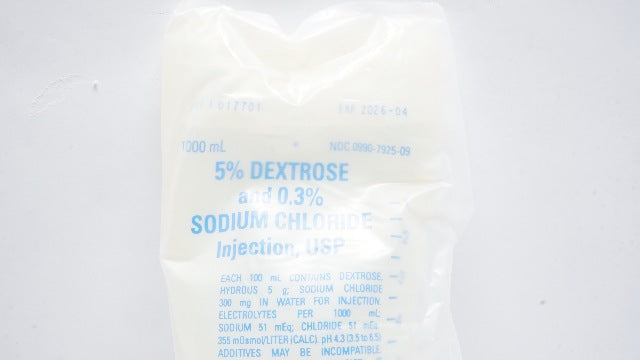 017701 EXP 2026-04
1000 mL NDC 0990-7925-09
5% DEXTROSE
and 0.3%
SODIUM CHLORIDE
Injection, USP
EACH 100 mL CONTAINS DEXTROSE,
HYDROUS 5 g; SODIUM CHLORIDE
300 mg IN WATER FOR INJECTION.
ELECTROLYTES PER 1000 mL:
SODIUM 51 mEq; CHLORIDE 51 mEq.
355 mOsmol/LITER (CALC). pH 4.3 (3.5 to 6.5)
ADDITIVES MAY BE INCOMPATIBLE.